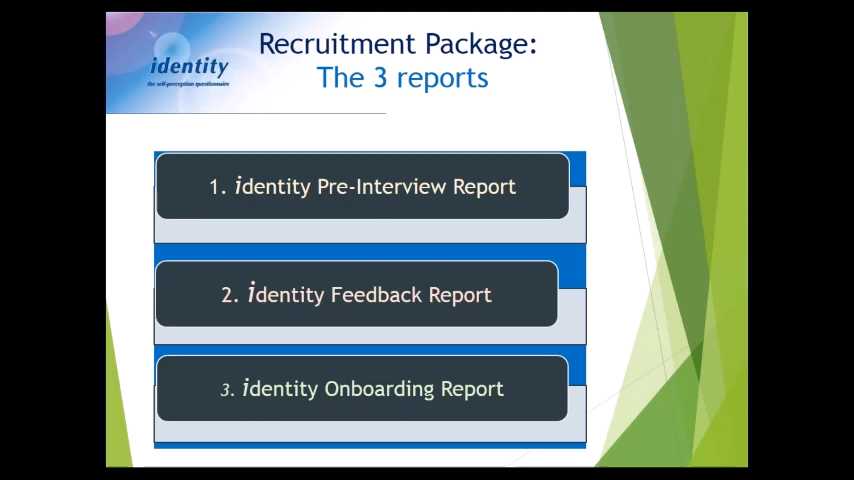 Recruitment Package:
The 3 reports
identity
the self-perception questionnaire
1. identity Pre-Interview Report
2. identity Feedback Report
3. identity Onboarding Report